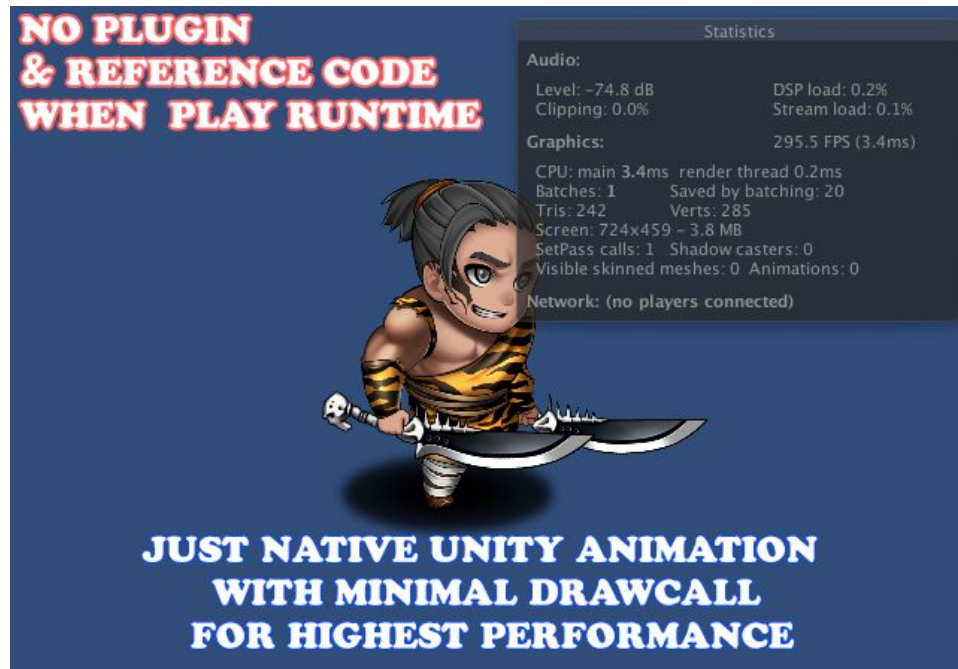 NO PLUGIN
& REFERENCE CODE
WHEN PLAY RUNTIME
Statistics
Audio:
Level: -74.8 dB DSP load: 0.2%
Clipping: 0.0% Stream load: 0.1%
Graphics: 295.5 FPS (3.4ms)
CPU: main 3.4ms render thread 0.2ms
Batches: 1 Saved by batching: 20
Tris: 242 Verts: 285
Screen: 724x459 - 3.8 MB
SetPass calls: 1 Shadow casters: 0
Visible skinned meshes: 0 Animations: 0
Network: (no players connected)
JUST NATIVE UNITY ANIMATION
WITH MINIMAL DRAWCALL
FOR HIGHEST PERFORMANCE